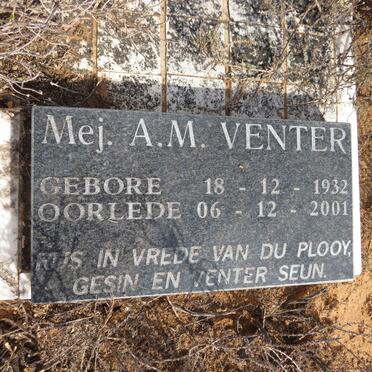 Mej. A.M. VENTER
GEBORE 18 - 12 - 1932
OORLEDE 06 - 12 - 2001
RUS IN VREDE VAN DU PLOOY,
GESIN EN VENTER SEUN.